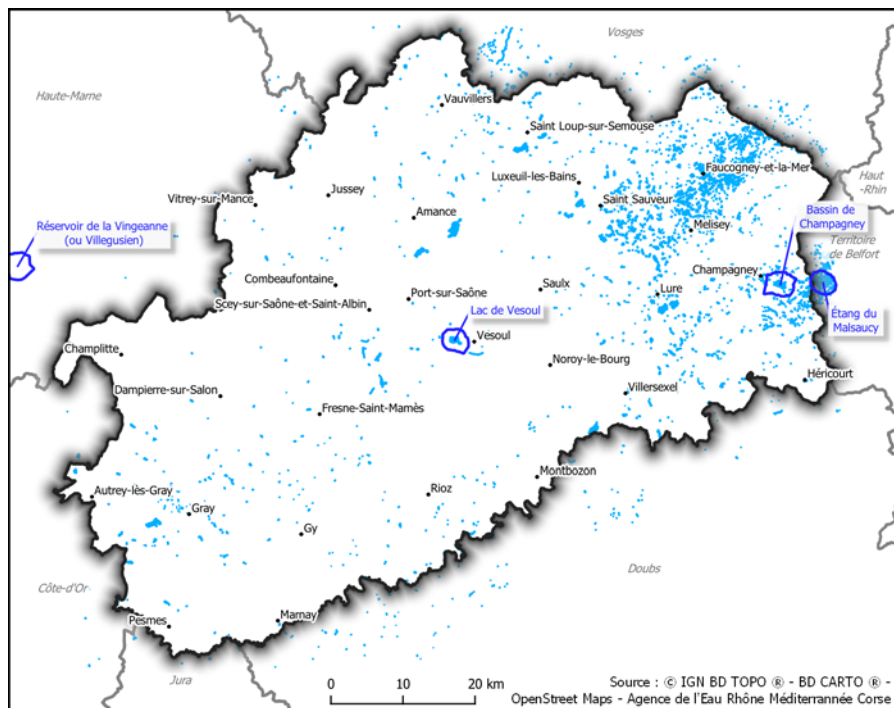 Vosges
Haute-Marne
Vauvillers
Saint Loup-sur-Semouse
Faucogney-et-la-Mer
Haut
-Rhin
Luxeuil-les-Bains
Jussey
Vitrey-sur-Mance
Saint Sauveur
Bassin de
Champagney
Amance
Réservoir de la Vingeanne
(ou Villegusien)
Melisey
Territoire
de Belfort
Champagney
Combeaufontaine
Port-sur-Saône
Saulx
Lure
Scey-sur-Saône-et-Saint-Albin
Lac de Vesoul
Étang du
Malsaucy
Vesoul
Champlitte
Noroy-le-Bourg
Héricourt
Dampierre-sur-Salon
Villersexel
Fresne-Saint-Mamès
Montbozon
Autrey-lès-Gray
Rioz
Gray
Gy
Doubs
Côte-d'Or
Pesmes
Marnay
Jura
0 10 20 km
Source : © IGN BD TOPO ® - BD CARTO ® -
OpenStreet Maps - Agence de l'Eau Rhône Méditerrannée Corse